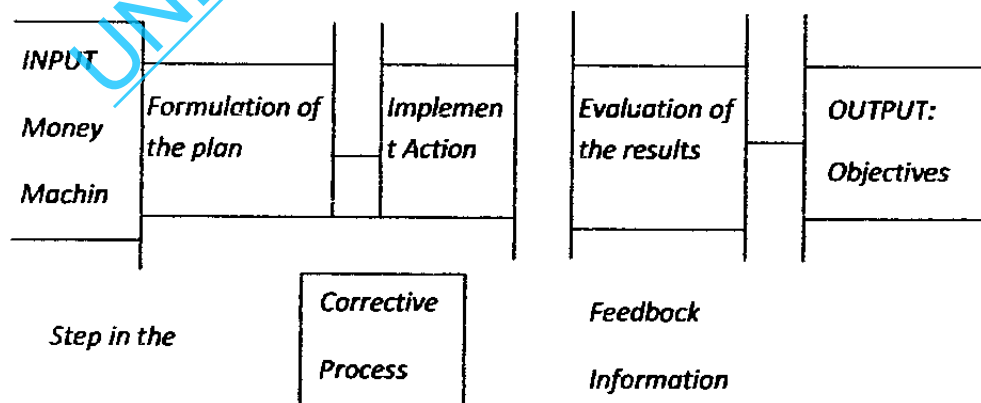 INPUT
Money
Machin
Formulation of
the plan
Implemen
t Action
Evaluation of
the results
OUTPUT:
Objectives
Step in the
Corrective
Process
Feedback
Information